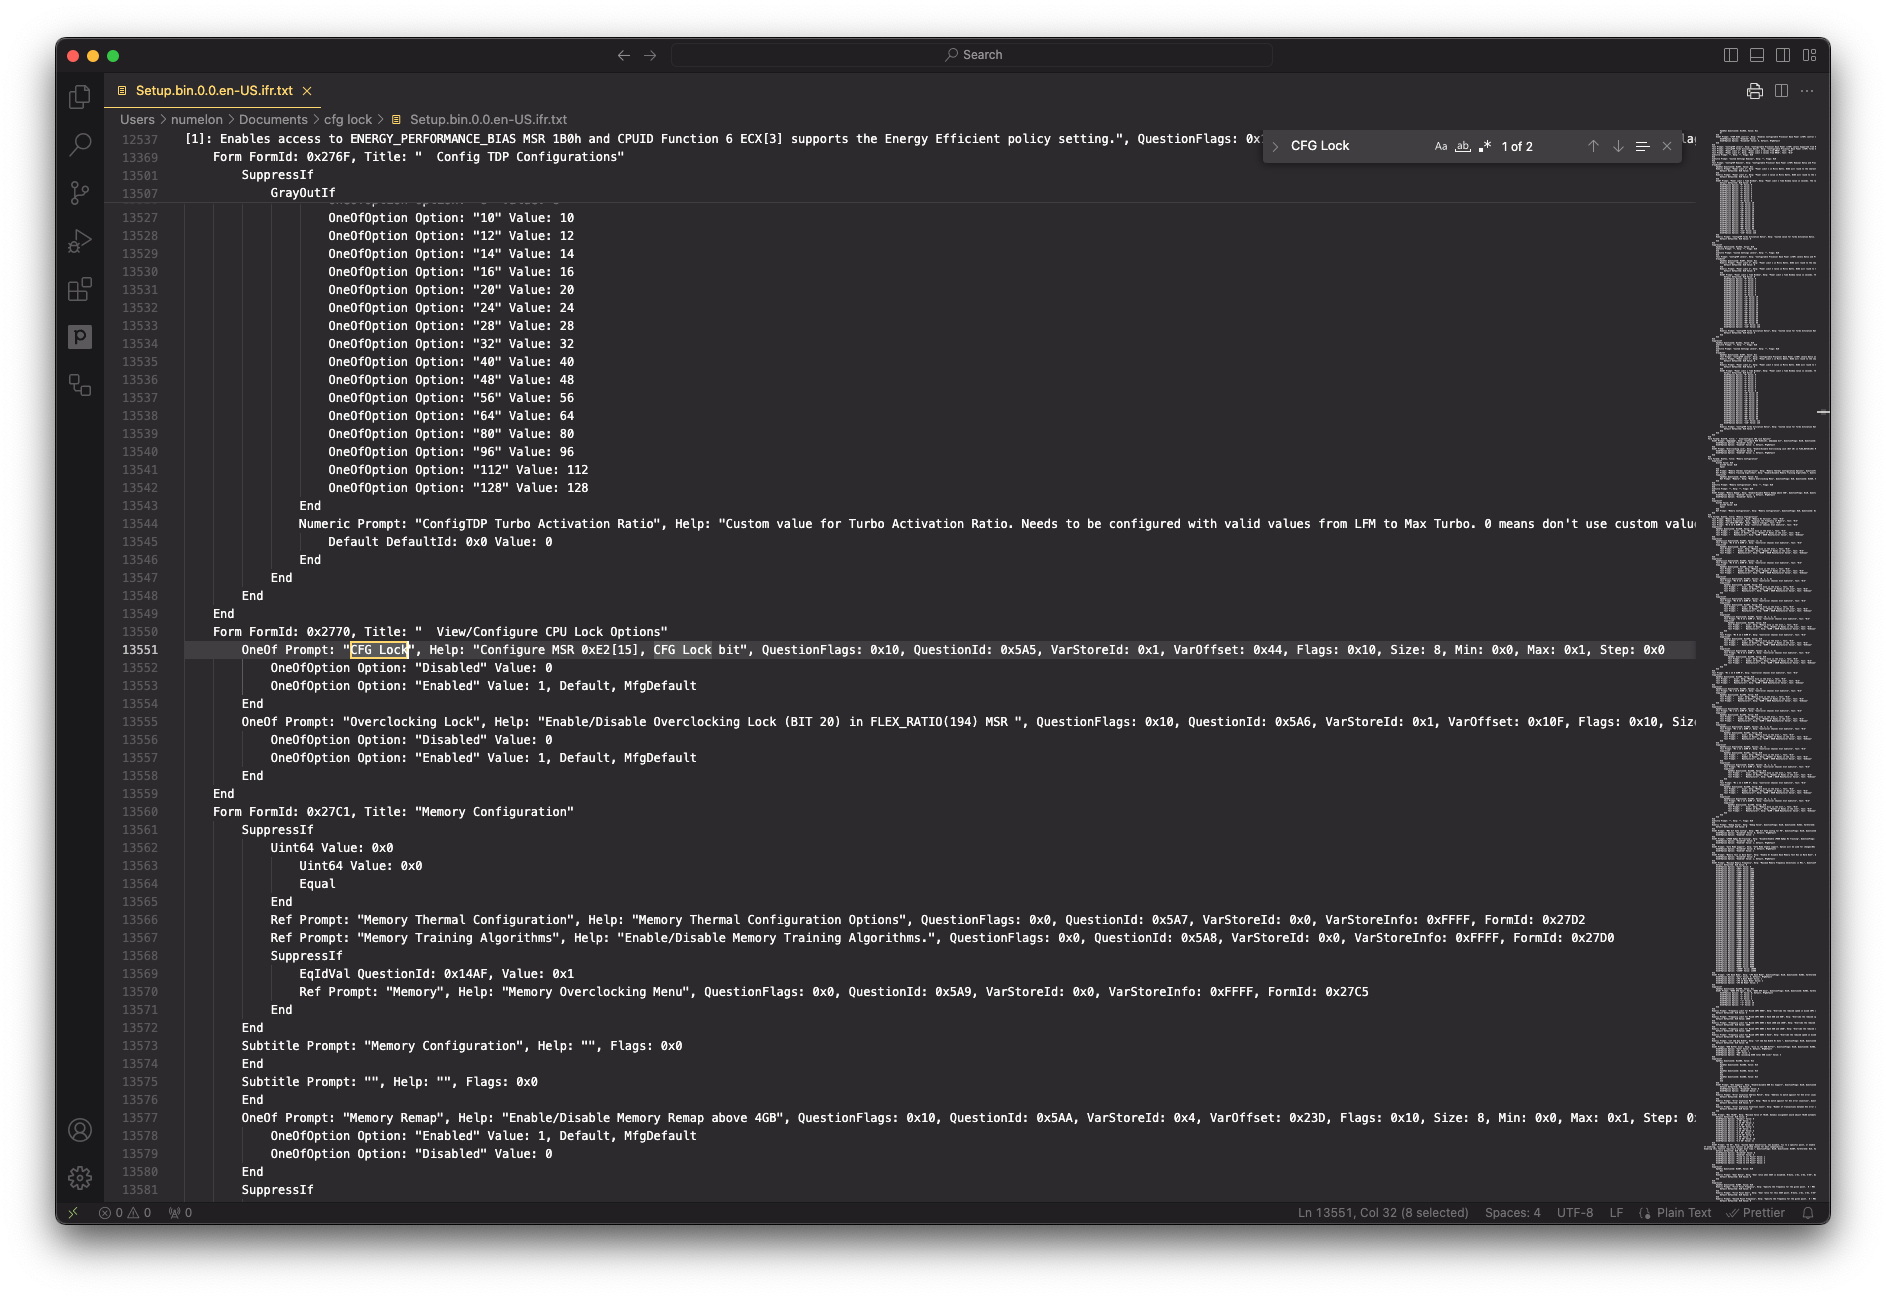 Search
Setup.bin.0.0.en-US.ifr.txt
Users > numelon > Documents > cfg lock > Setup.bin.0.0.en-US.ifr.txt
CFG Lock Aa ab .* 1 of 2
12537 [1]: Enables access to ENERGY_PERFORMANCE_BIAS MSR 1B0h and CPUID Function 6 ECX[3] supports the Energy Efficient policy setting.", QuestionFlags:
13369 Form FormId: 0x276F, Title: "  Config TDP Configurations"
13501 SuppressIf
13507 GrayOutIf
13527 OneOfOption Option: "10" Value: 10
13528 OneOfOption Option: "12" Value: 12
13529 OneOfOption Option: "14" Value: 14
13530 OneOfOption Option: "16" Value: 16
13531 OneOfOption Option: "20" Value: 20
13532 OneOfOption Option: "24" Value: 24
13533 OneOfOption Option: "28" Value: 28
13534 OneOfOption Option: "32" Value: 32
13535 OneOfOption Option: "40" Value: 40
13536 OneOfOption Option: "48" Value: 48
13537 OneOfOption Option: "56" Value: 56
13538 OneOfOption Option: "64" Value: 64
13539 OneOfOption Option: "80" Value: 80
13540 OneOfOption Option: "96" Value: 96
13541 OneOfOption Option: "112" Value: 112
13542 OneOfOption Option: "128" Value: 128
13543 End
13544 Numeric Prompt: "ConfigTDP Turbo Activation Ratio", Help: "Custom value for Turbo Activation Ratio. Needs to be configured with valid values from LFM to Max Turbo. 0 means don't use custom valu
13545 Default DefaultId: 0x0 Value: 0
13546 End
13547 End
13548 End
13549 End
13550 Form FormId: 0x2770, Title: "  View/Configure CPU Lock Options"
13551 OneOf Prompt: "CFG Lock", Help: "Configure MSR 0xE2[15], CFG Lock bit", QuestionFlags: 0x10, QuestionId: 0x5A5, VarStoreId: 0x1, VarOffset: 0x44, Flags: 0x10, Size: 8, Min: 0x0, Max: 0x1, Step: 0x0
13552 OneOfOption Option: "Disabled" Value: 0
13553 OneOfOption Option: "Enabled" Value: 1, Default, MfgDefault
13554 End
13555 OneOf Prompt: "Overclocking Lock", Help: "Enable/Disable Overclocking Lock (BIT 20) in FLEX_RATIO(194) MSR ", QuestionFlags: 0x10, QuestionId: 0x5A6, VarStoreId: 0x1, VarOffset: 0x10F, Flags: 0x10, Siz
13556 OneOfOption Option: "Disabled" Value: 0
13557 OneOfOption Option: "Enabled" Value: 1, Default, MfgDefault
13558 End
13559 End
13560 Form FormId: 0x27C1, Title: "Memory Configuration"
13561 SuppressIf
13562 Uint64 Value: 0x0
13563 Uint64 Value: 0x0
13564 Equal
13565 End
13566 Ref Prompt: "Memory Thermal Configuration", Help: "Memory Thermal Configuration Options", QuestionFlags: 0x0, QuestionId: 0x5A7, VarStoreId: 0x0, VarStoreInfo: 0xFFFF, FormId: 0x27D2
13567 Ref Prompt: "Memory Training Algorithms", Help: "Enable/Disable Memory Training Algorithms.", QuestionFlags: 0x0, QuestionId: 0x5A8, VarStoreId: 0x0, VarStoreInfo: 0xFFFF, FormId: 0x27D0
13568 SuppressIf
13569 EqIdVal QuestionId: 0x14AF, Value: 0x1
13570 Ref Prompt: "Memory", Help: "Memory Overclocking Menu", QuestionFlags: 0x0, QuestionId: 0x5A9, VarStoreId: 0x0, VarStoreInfo: 0xFFFF, FormId: 0x27C5
13571 End
13572 End
13573 Subtitle Prompt: "Memory Configuration", Help: "", Flags: 0x0
13574 End
13575 Subtitle Prompt: "", Help: "", Flags: 0x0
13576 End
13577 OneOf Prompt: "Memory Remap", Help: "Enable/Disable Memory Remap above 4GB", QuestionFlags: 0x10, QuestionId: 0x5AA, VarStoreId: 0x4, VarOffset: 0x23D, Flags: 0x10, Size: 8, Min: 0x0, Max: 0x1, Step: 0
13578 OneOfOption Option: "Enabled" Value: 1, Default, MfgDefault
13579 OneOfOption Option: "Disabled" Value: 0
13580 End
13581 SuppressIf
0 0 0 Ln 13551, Col 32 (8 selected) Spaces: 4 UTF-8 LF Plain Text Prettier